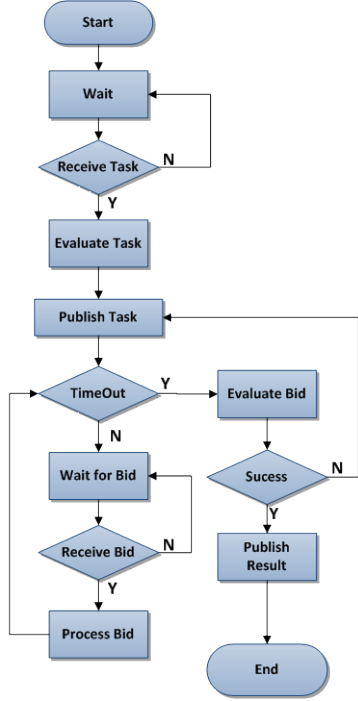 Start
Wait
Receive Task
N
Y
Evaluate Task
Publish Task
TimeOut
Y
Evaluate Bid
N
Wait for Bid
Sucess
N
Y
Receive Bid
N
Y
Publish
Result
Process Bid
End